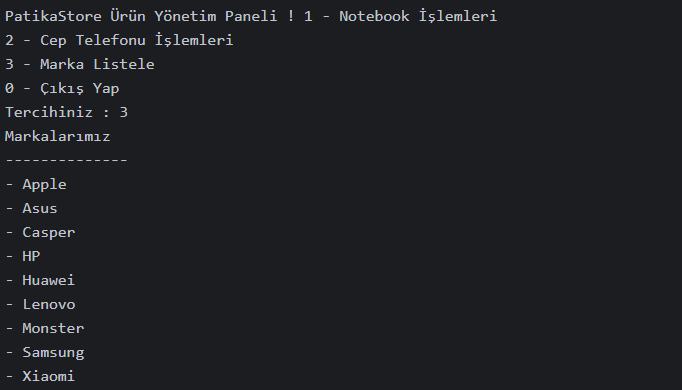 PatikaStore Ürün Yönetim Paneli ! 1 - Notebook İşlemleri
2 - Cep Telefonu İşlemleri
3 - Marka Listele
0 - Çıkış Yap
Tercihiniz : 3
Markalarımız
--------------
- Apple
- Asus
- Casper
- HP
- Huawei
- Lenovo
- Monster
- Samsung
- Xiaomi